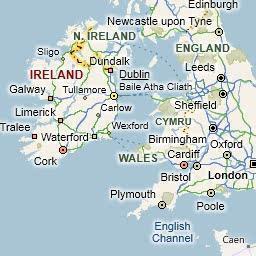 Edinburgh
Newcastle upon Tyne
N. IRELAND
Sligo
ENGLAND
Dundalk
IRELAND
Dublin
Leeds
Tullamore
Baile Atha Cliath
Galway
Carlow
Sheffield
Limerick
CYMRU
Tralee
Wexford
Waterford
Birmingham
Cork
WALES
Oxford
Cardiff
London
Bristol
Plymouth
Poole
English
Channel
Caen